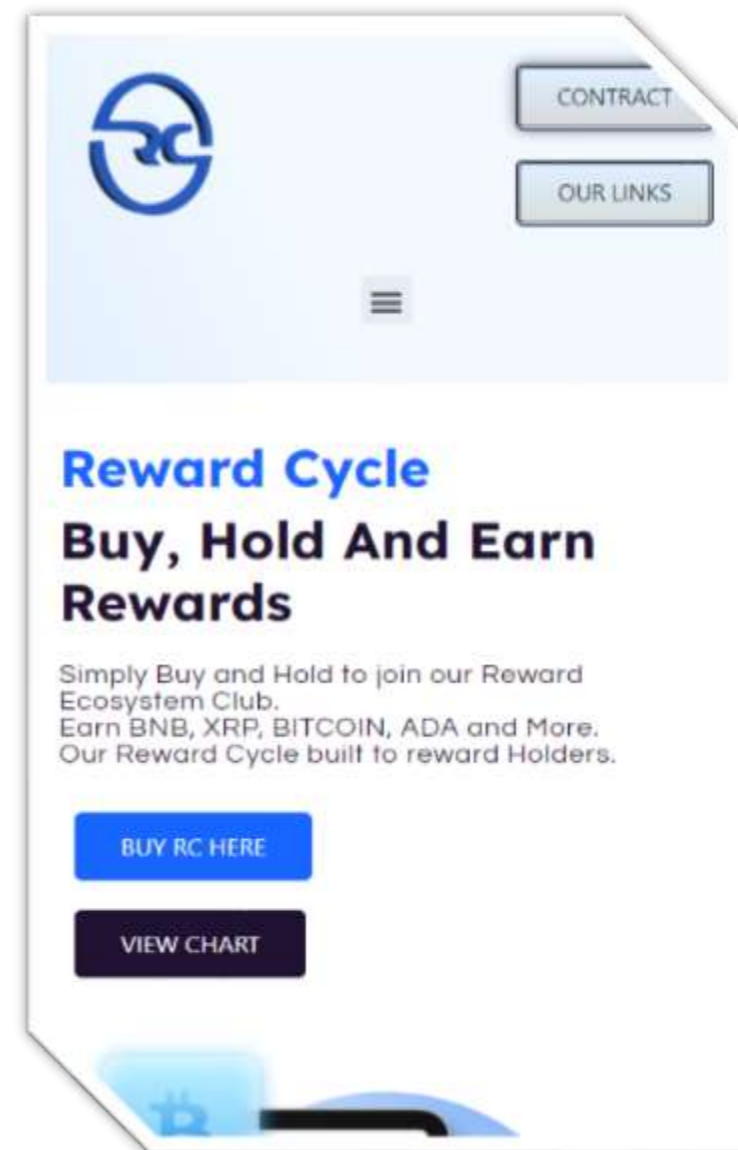 RC
CONTRACT
OUR LINKS
Reward Cycle
Buy, Hold And Earn
Rewards
Simply Buy and Hold to join our Reward
Ecosystem Club.
Earn BNB, XRP, BITCOIN, ADA and More.
Our Reward Cycle built to reward Holders.
BUY RC HERE
VIEW CHART